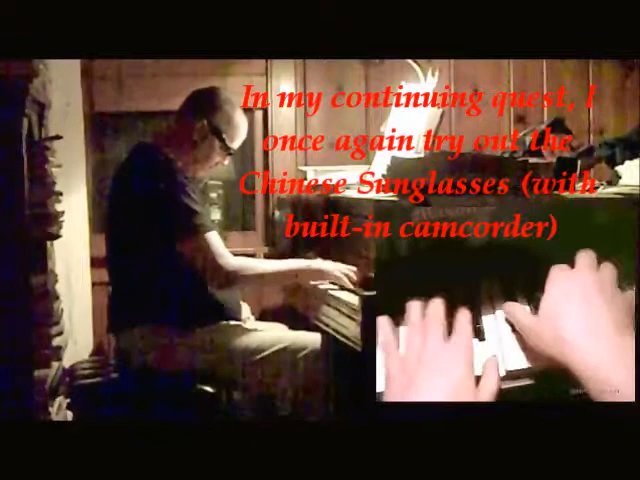 In my continuing quest, I
once again try out the
Chinese Sunglasses (with
built-in camcorder)